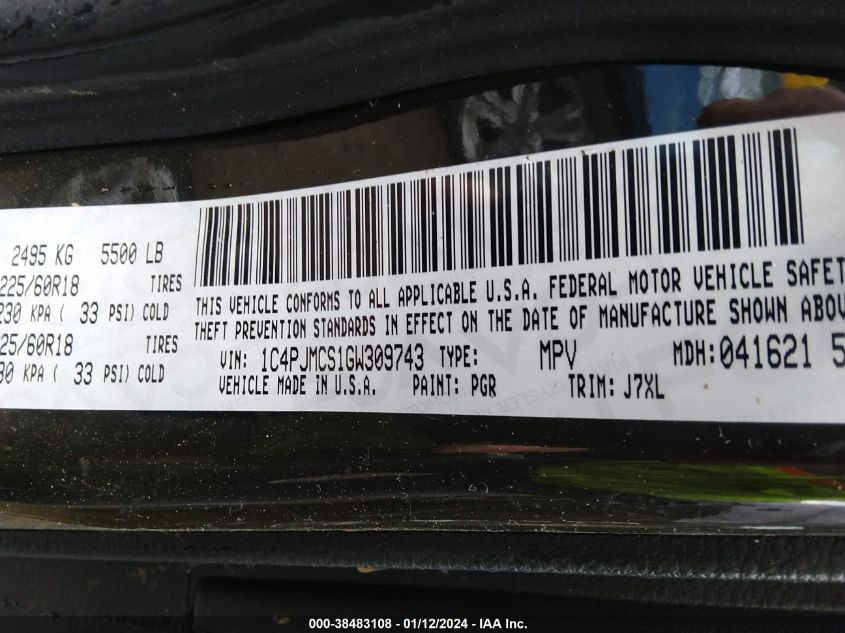 2495 KG 5500 LB
225/60R18 TIRES
230 KPA ( 33 PSI) COLD
25/60R18 TIRES
30 KPA ( 33 PSI) COLD
THIS VEHICLE CONFORMS TO ALL APPLICABLE U.S.A. FEDERAL MOTOR VEHICLE SAFET
THEFT PREVENTION STANDARDS IN EFFECT ON THE DATE OF MANUFACTURE SHOWN ABOV
VIN: 1C4PJMCS1GW309743 TYPE: MPV MDH:041621 5
VEHICLE MADE IN U.S.A. PAINT: PGR TRIM: J7XL
000-38483108 - 01/12/2024 - IAA Inc.